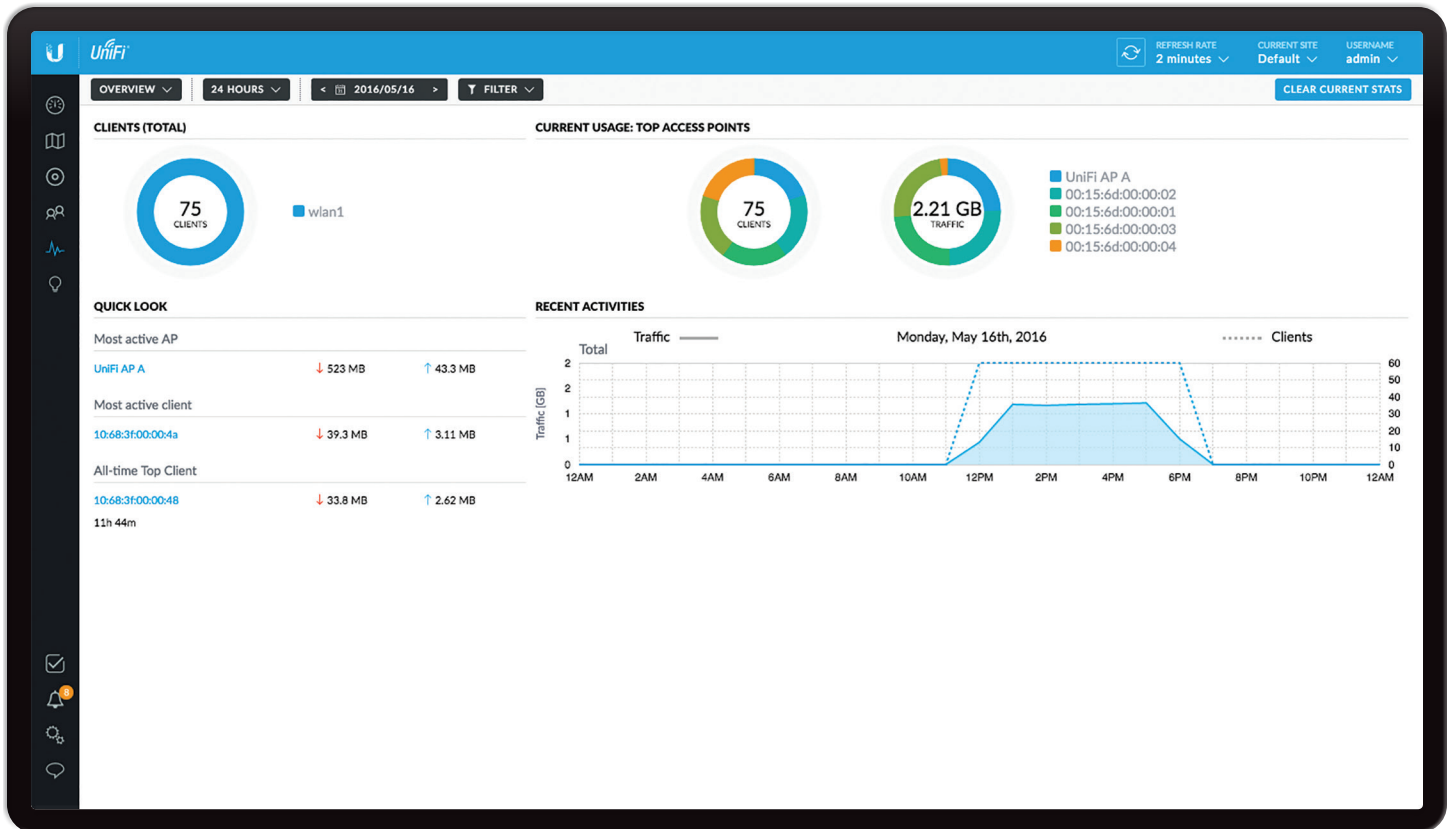 UniFi
REFRESH RATE
2 minutes
CURRENT SITE
Default
USERNAME
admin
OVERVIEW
24 HOURS
< 2016/05/16 >
FILTER
CLEAR CURRENT STATS
CLIENTS (TOTAL)
75
CLIENTS
wlan1
CURRENT USAGE: TOP ACCESS POINTS
75
CLIENTS
2.21 GB
TRAFFIC
UniFi AP A
00:15:6d:00:00:02
00:15:6d:00:00:01
00:15:6d:00:00:03
00:15:6d:00:00:04
QUICK LOOK
Most active AP
UniFi AP A ↓ 523 MB ↑ 43.3 MB
Most active client
10:68:3f:00:00:4a ↓ 39.3 MB ↑ 3.11 MB
All-time Top Client
10:68:3f:00:00:48 ↓ 33.8 MB ↑ 2.62 MB
11h 44m
RECENT ACTIVITIES
Traffic Monday, May 16th, 2016 Clients
Total
Traffic [GB]
2
2
1
1
0
60
50
40
30
20
10
0
12AM 2AM 4AM 6AM 8AM 10AM 12PM 2PM 4PM 6PM 8PM 10PM 12AM
8